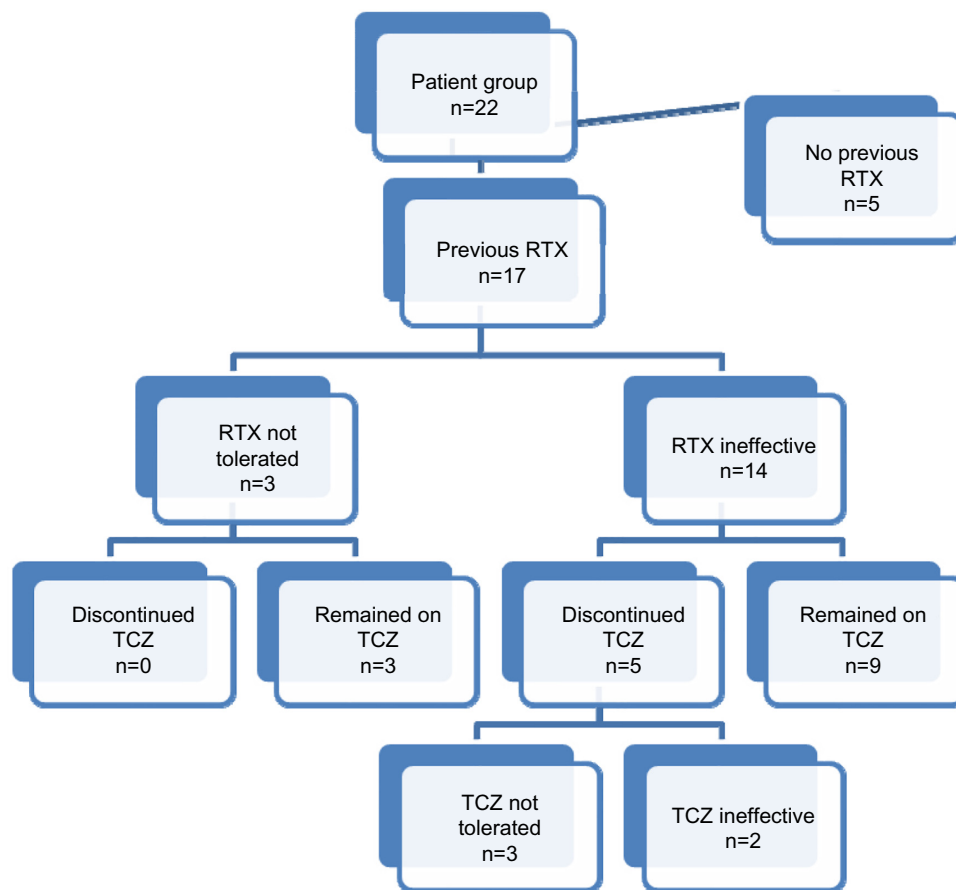 Patient group
n=22
No previous
RTX
n=5
Previous RTX
n=17
RTX not
tolerated
n=3
RTX ineffective
n=14
Discontinued
TCZ
n=0
Remained on
TCZ
n=3
Discontinued
TCZ
n=5
Remained on
TCZ
n=9
TCZ not
tolerated
n=3
TCZ ineffective
n=2